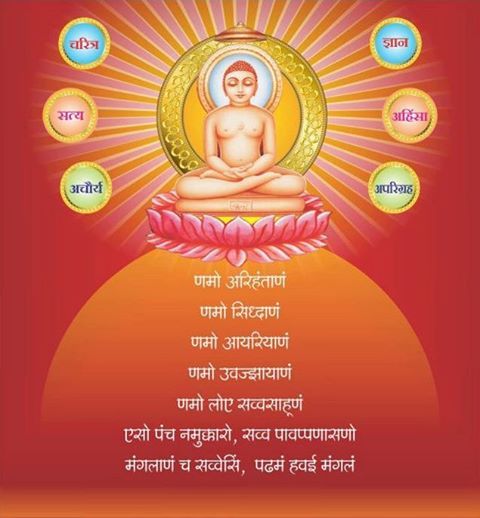 चरित्र
ज्ञान
सत्य
अहिंसा
अचौर्य
अपरिग्रह
णमो अरिहंताणं
णमो सिध्दाणं
णमो आयरियाणं
णमो उवज्झायाणं
णमो लोए सव्वसाहूणं
एसो पंच नमुक्कारो, सव्व पावप्पणासणो
मंगलाणं च सव्वेसिं, पढमं हवई मंगलं